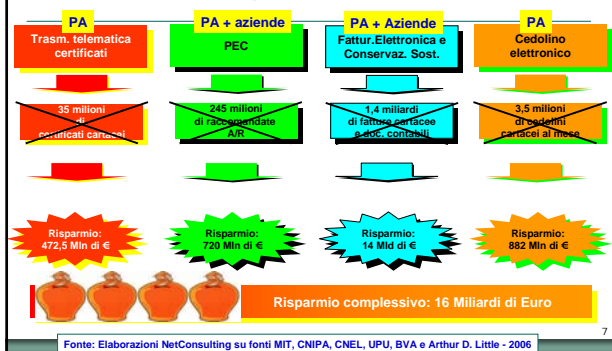 PA
Trasm. telematica
certificati
PA + aziende
PEC
PA + Aziende
Fattur.Elettronica e
Conservaz. Sost.
PA
Cedolino
elettronico
35 milioni
di
certificati cartacei
245 milioni
di raccomandate
A/R
1,4 miliardi
di fatture cartacee
e doc. contabili
3,5 milioni
di cedolini
cartacei al mese
Risparmio:
472,5 Mln di €
Risparmio:
720 Mln di €
Risparmio:
14 Mld di €
Risparmio:
882 Mln di €
Risparmio complessivo: 16 Miliardi di Euro
7
Fonte: Elaborazioni NetConsulting su fonti MIT, CNIPA, CNEL, UPU, BVA e Arthur D. Little - 2006